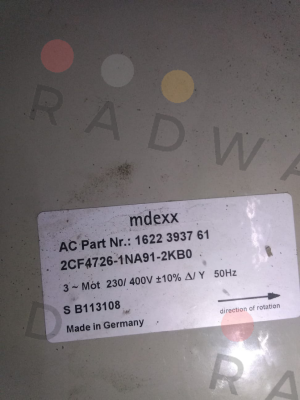 RADWA
mdexx
AC Part Nr.: 1622 3937 61
2CF4726-1NA91-2KB0
3 ~ Mot 230/ 400V ±10% Δ/ Y 50Hz
S B113108
direction of rotation
Made in Germany